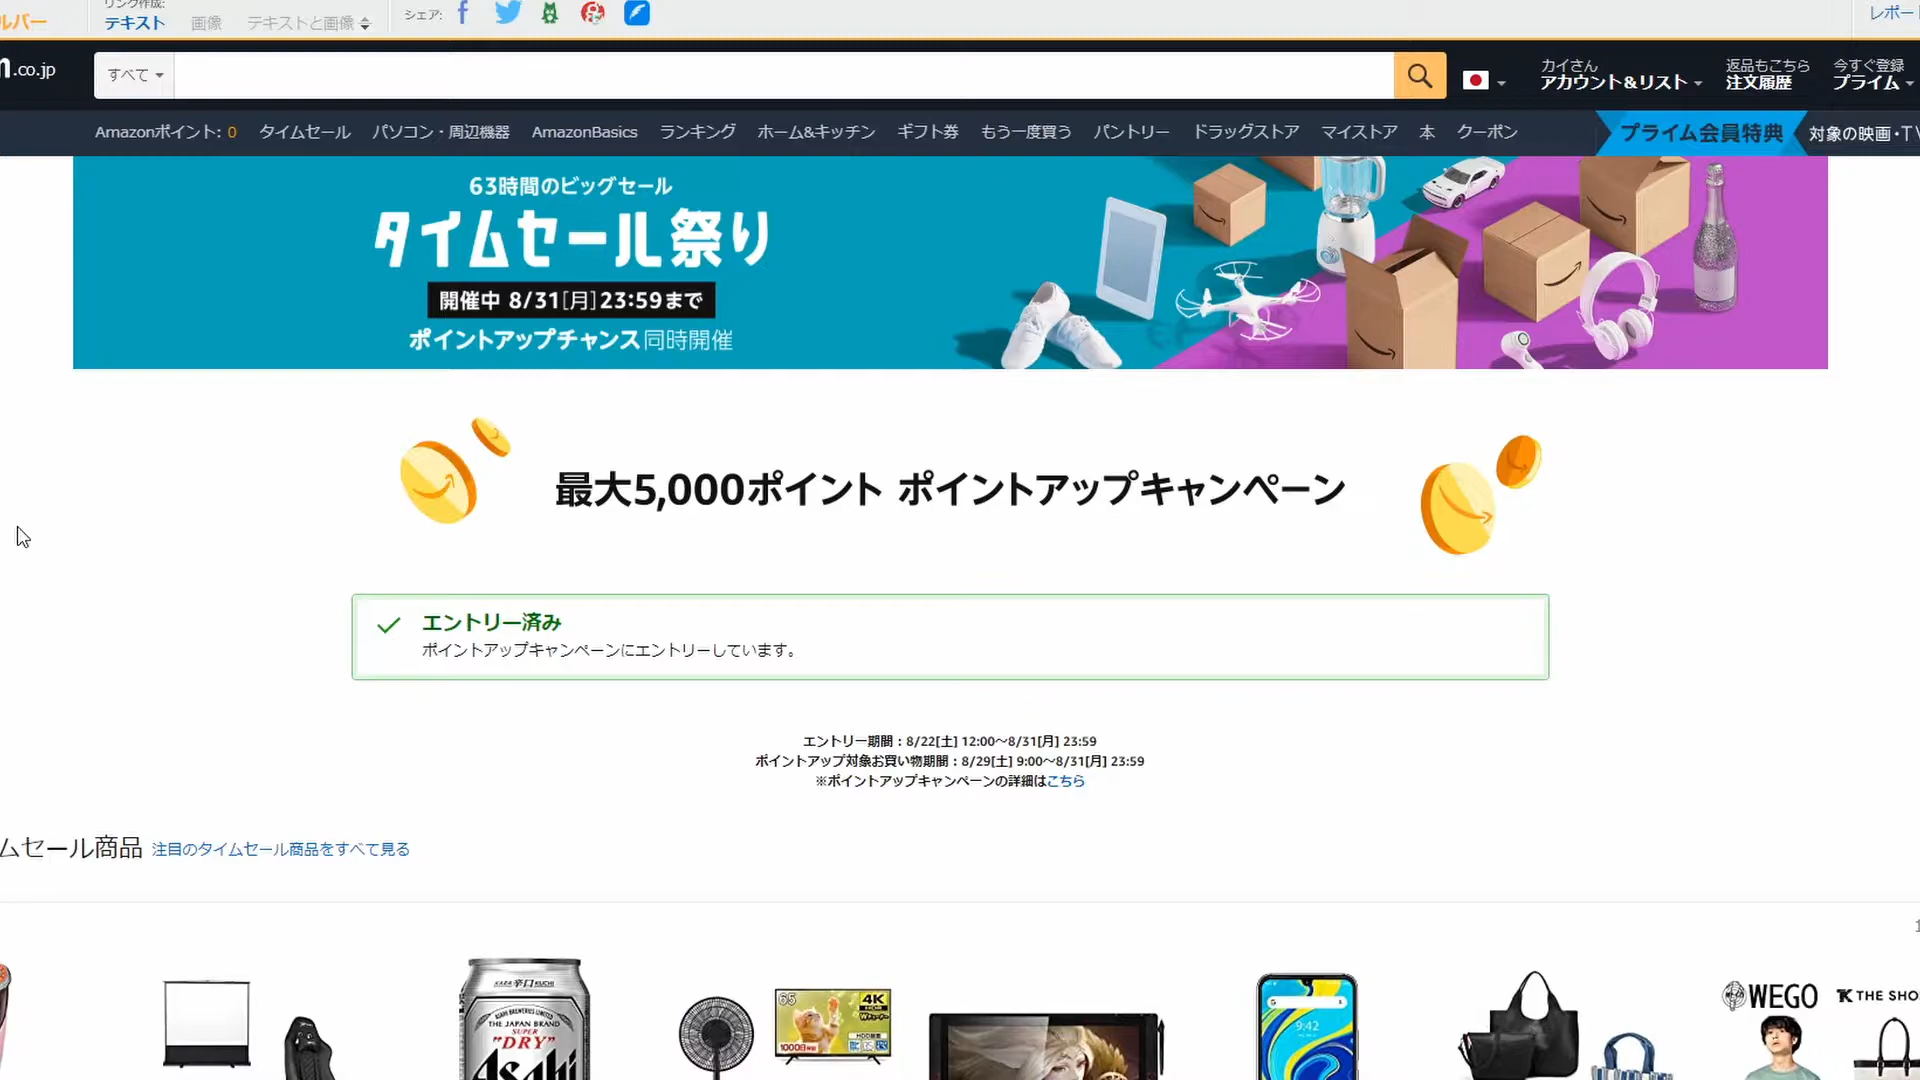 リンク作成:
ルバー
テキスト 画像 テキストと画像
シェア:
レポー
.co.jp
すべて
カイさん
アカウント&リスト
返品もこちら
注文履歴
今すぐ登録
プライム
Amazonポイント: 0 タイムセール パソコン・周辺機器 AmazonBasics ランキング ホーム&キッチン ギフト券 もう一度買う パントリー ドラッグストア マイストア 本 クーポン
プライム会員特典 対象の映画・TV
63時間のビッグセール
タイムセール祭り
開催中 8/31[月]23:59まで
ポイントアップチャンス同時開催
最大5,000ポイント ポイントアップキャンペーン
エントリー済み
ポイントアップキャンペーンにエントリーしています。
エントリー期間：8/22[土] 12:00～8/31[月] 23:59
ポイントアップ対象お買い物期間：8/29[土] 9:00～8/31[月] 23:59
※ポイントアップキャンペーンの詳細はこちら
ムセール商品 注目のタイムセール商品をすべて見る
ASAHI BREWERIES LIMITED
THE JAPAN BRAND
SUPER
"DRY"
Asahi
65
4K
1000日
9:42
WEGO
THE SHO